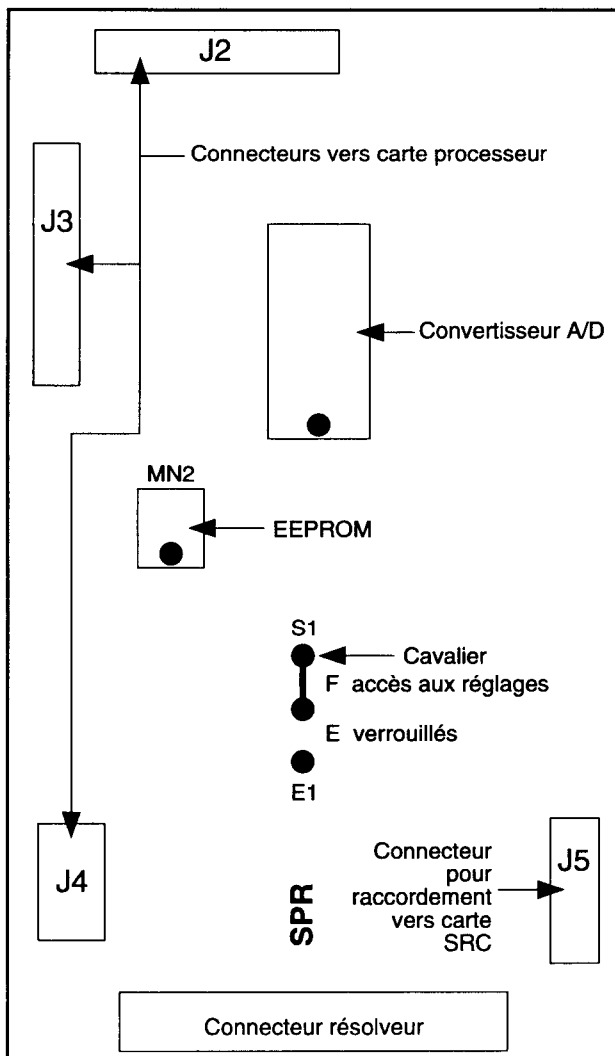 J2
Connecteurs vers carte processeur
J3
Convertisseur A/D
MN2
EEPROM
S1
Cavalier
F accès aux réglages
E verrouillés
E1
J4
SPR
Connecteur
pour
raccordement
vers carte
SRC
J5
Connecteur résolveur